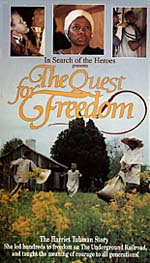 In Search of the Heroes
presents
The Quest
for Freedom
The Harriet Tubman Story
She led hundreds to freedom on The Underground Railroad,
and taught the meaning of courage to all generations!